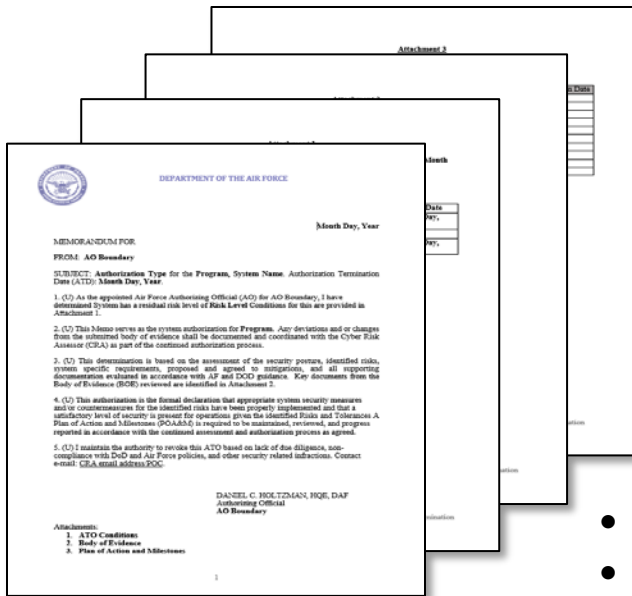 Attachment 3
n Date
Month
Date
Day,
Day,
DEPARTMENT OF THE AIR FORCE
Month Day, Year
MEMORANDUM FOR
FROM: AO Boundary
SUBJECT: Authorization Type for the Program, System Name. Authorization Termination
Date (ATD): Month Day, Year.
1. (U) As the appointed Air Force Authorizing Official (AO) for AO Boundary, I have
determined System has a residual risk level of Risk Level Conditions for this are provided in
Attachment 1.
2. (U) This Memo serves as the system authorization for Program. Any deviations and or changes
from the submitted body of evidence shall be documented and coordinated with the Cyber Risk
Assessor (CRA) as part of the continued authorization process.
3. (U) This determination is based on the assessment of the security posture, identified risks,
system specific requirements, proposed and agreed to mitigations, and all supporting
documentation evaluated in accordance with AF and DOD guidance. Key documents from the
Body of Evidence (BOE) reviewed are identified in Attachment 2.
4. (U) This authorization is the formal declaration that appropriate system security measures
and/or countermeasures for the identified risks have been properly implemented and that a
satisfactory level of security is present for operations given the identified Risks and Tolerances A
Plan of Action and Milestones (POA&M) is required to be maintained, reviewed, and progress
reported in accordance with the continued assessment and authorization process as agreed.
5. (U) I maintain the authority to revoke this ATO based on lack of due diligence, non-
compliance with DoD and Air Force policies, and other security related infractions. Contact
e-mail: CRA email address/POC.
DANIEL C. HOLTZMAN, HQE, DAF
Authorizing Official
AO Boundary
Attachments:
1. ATO Conditions
2. Body of Evidence
3. Plan of Action and Milestones
1
mination